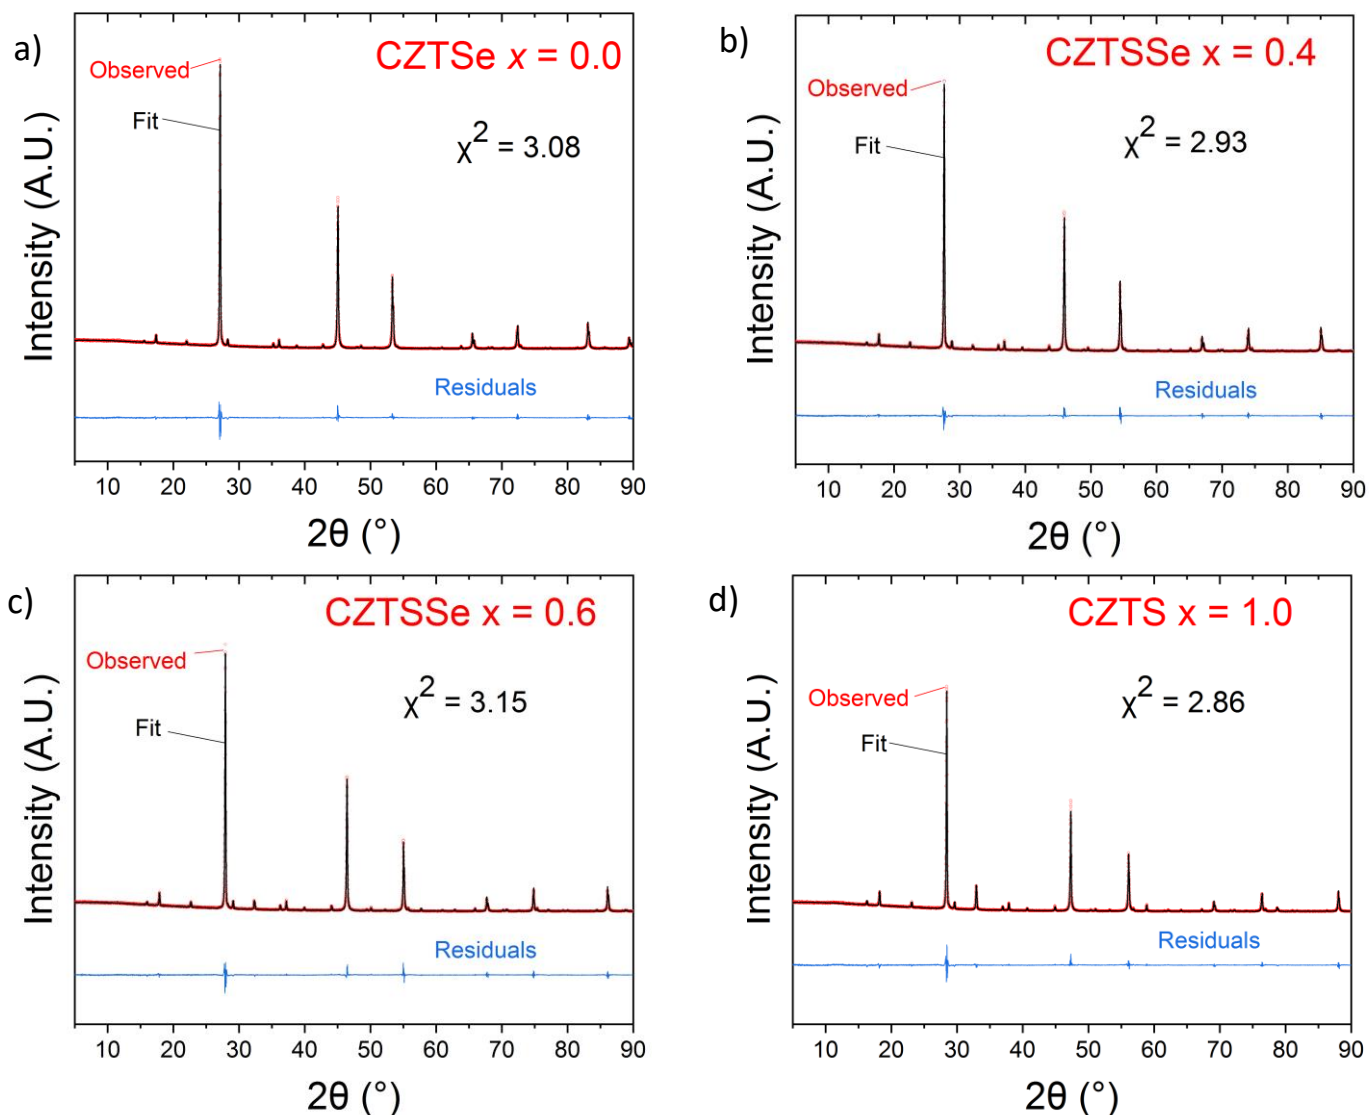 a)
CZTSe x = 0.0
Observed
Fit
χ² = 3.08
Intensity (A.U.)
Residuals
10 20 30 40 50 60 70 80 90
2θ (°)
b)
CZTSSe x = 0.4
Observed
Fit
χ² = 2.93
Intensity (A.U.)
Residuals
10 20 30 40 50 60 70 80 90
2θ (°)
c)
CZTSSe x = 0.6
Observed
Fit
χ² = 3.15
Intensity (A.U.)
Residuals
10 20 30 40 50 60 70 80 90
2θ (°)
d)
CZTS x = 1.0
Observed
Fit
χ² = 2.86
Intensity (A.U.)
Residuals
10 20 30 40 50 60 70 80 90
2θ (°)